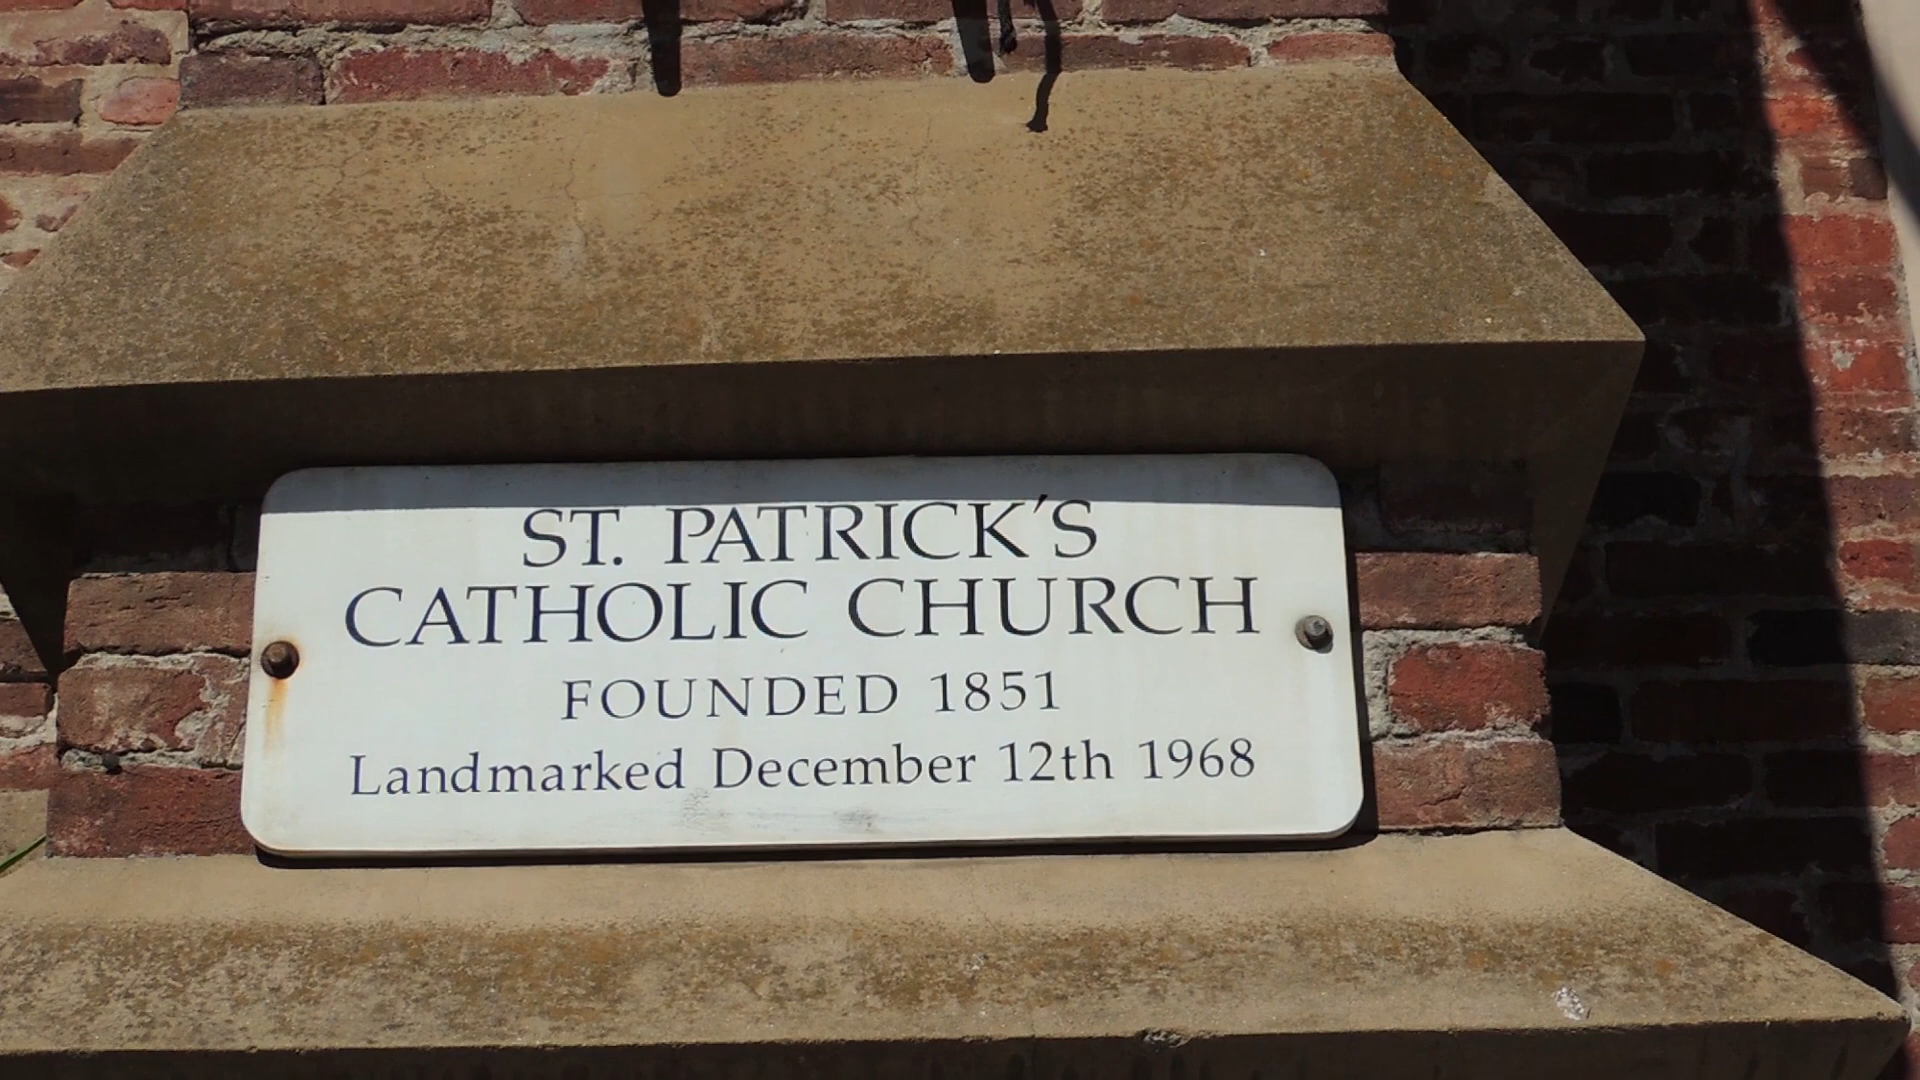 ST. PATRICK'S
CATHOLIC CHURCH
FOUNDED 1851
Landmarked December 12th 1968